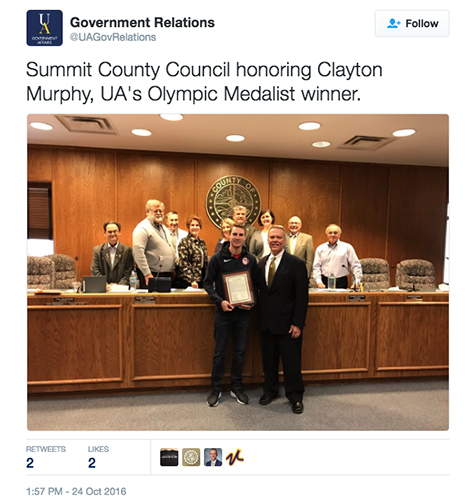 UA
GOVERNMENT
AFFAIRS
Government Relations
@UAGovRelations
Follow
Summit County Council honoring Clayton
Murphy, UA's Olympic Medalist winner.
COUNTY OF
RETWEETS
LIKES
2
2
1:57 PM - 24 Oct 2016